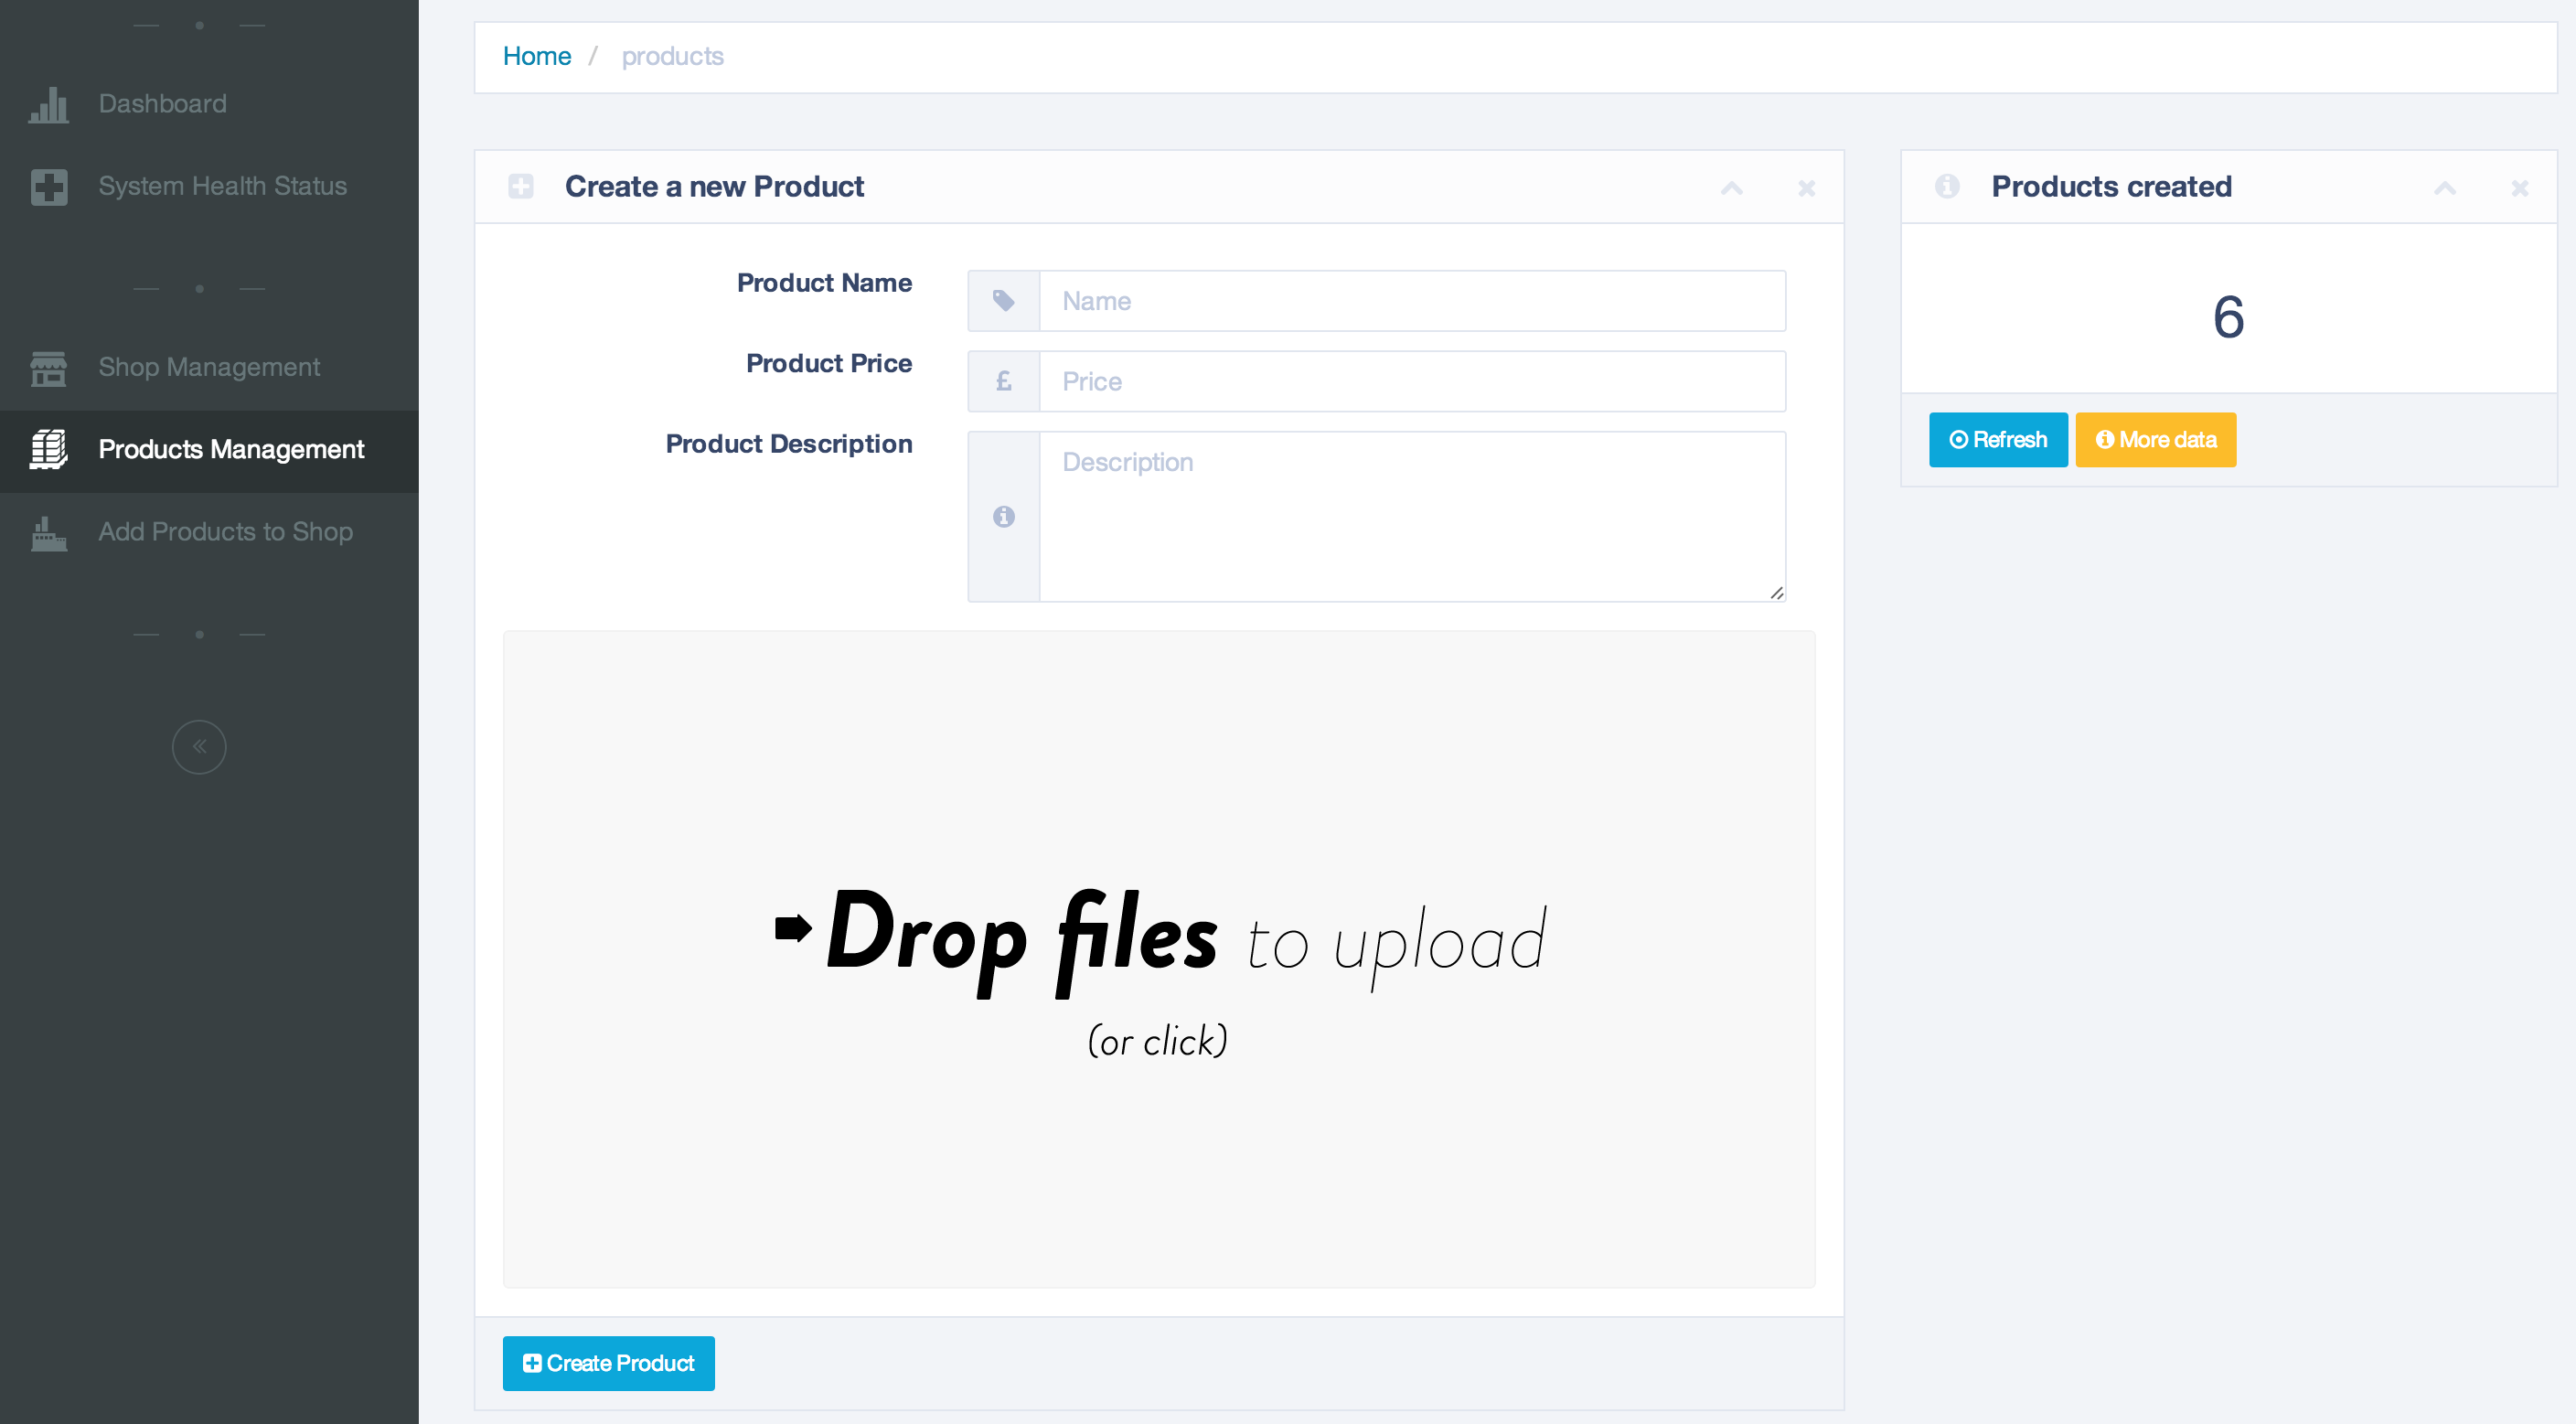 Dashboard
System Health Status
Shop Management
Products Management
Add Products to Shop
Home / products
Create a new Product
Product Name
Name
Product Price
£
Price
Product Description
Description
Drop files to upload
(or click)
Create Product
Products created
6
Refresh
More data